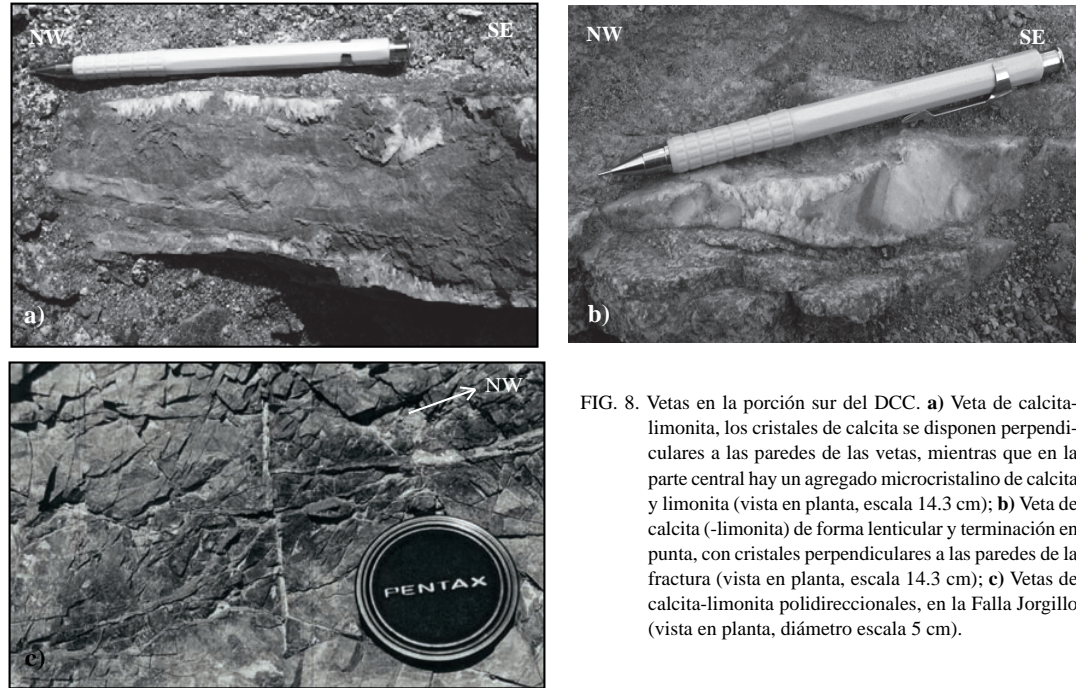 NW
SE
a)
NW
SE
b)
NW
PENTAX
c)
FIG. 8. Vetas en la porción sur del DCC. a) Veta de calcita-
limonita, los cristales de calcita se disponen perpendi-
culares a las paredes de las vetas, mientras que en la
parte central hay un agregado microcristalino de calcita
y limonita (vista en planta, escala 14.3 cm); b) Veta de
calcita (-limonita) de forma lenticular y terminación en
punta, con cristales perpendiculares a las paredes de la
fractura (vista en planta, escala 14.3 cm); c) Vetas de
calcita-limonita polidireccionales, en la Falla Jorgillo
(vista en planta, diámetro escala 5 cm).